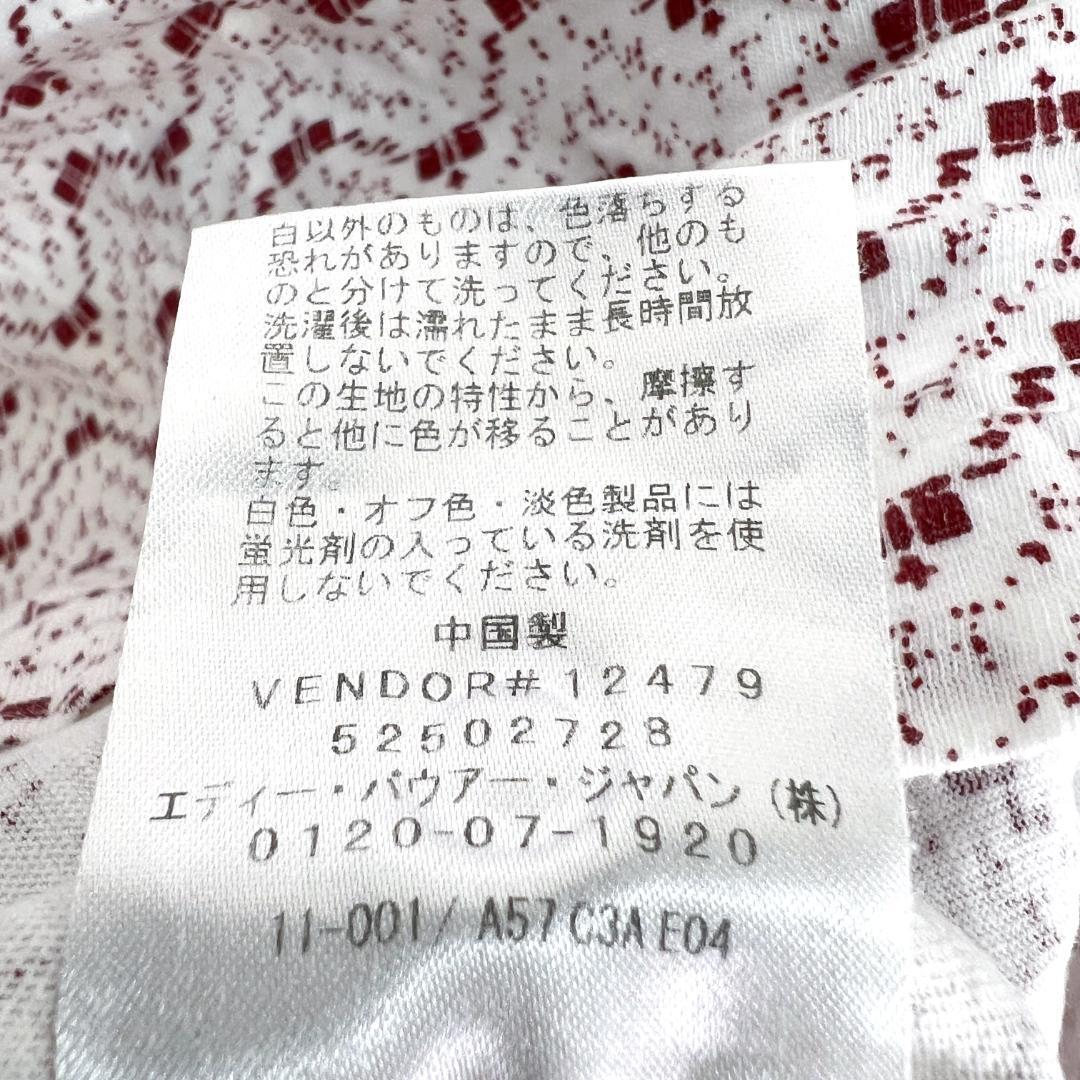 白以外のものは、色落ちする
恐れがありますので、他のも
のと分けて洗ってください。
洗濯後は濡れたまま長時間放
置しないでください。
この生地の特性から、摩擦す
ると他に色が移ることがあり
ます。
白色・オフ色・淡色製品には
蛍光剤の入っている洗剤を使
用しないでください。
中国製
VENDOR#12479
52502728
エディー・バウアー・ジャパン(株)
0120-07-1920
11-001/ A57 C3A E04